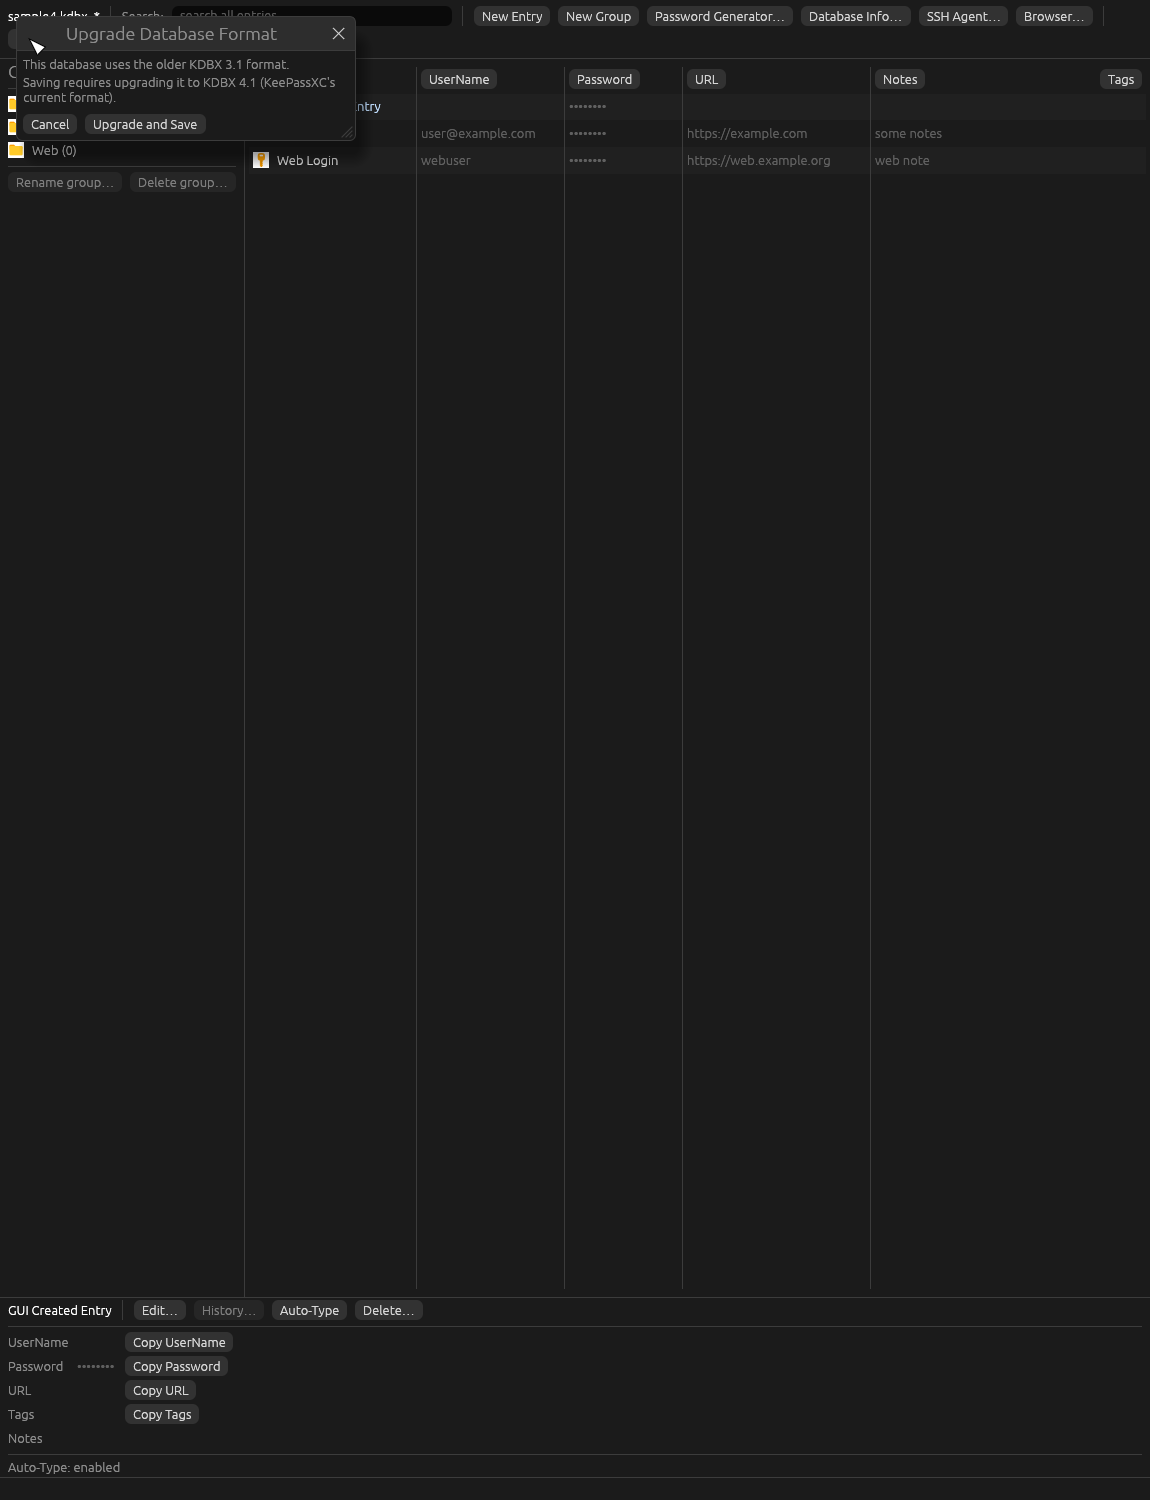 Search:
New Entry
New Group
Password Generator...
Database Info...
SSH Agent...
Browser...
Upgrade Database Format
This database uses the older KDBX 3.1 format.
Saving requires upgrading it to KDBX 4.1 (KeePassXC's
current format).
Cancel
Upgrade and Save
Web (0)
Rename group...
Delete group...
UserName
Password
URL
Notes
Tags
••••••••
user@example.com
••••••••
https://example.com
some notes
Web Login
webuser
••••••••
https://web.example.org
web note
GUI Created Entry
Edit...
History...
Auto-Type
Delete...
UserName
Copy UserName
Password
••••••••
Copy Password
URL
Copy URL
Tags
Copy Tags
Notes
Auto-Type: enabled